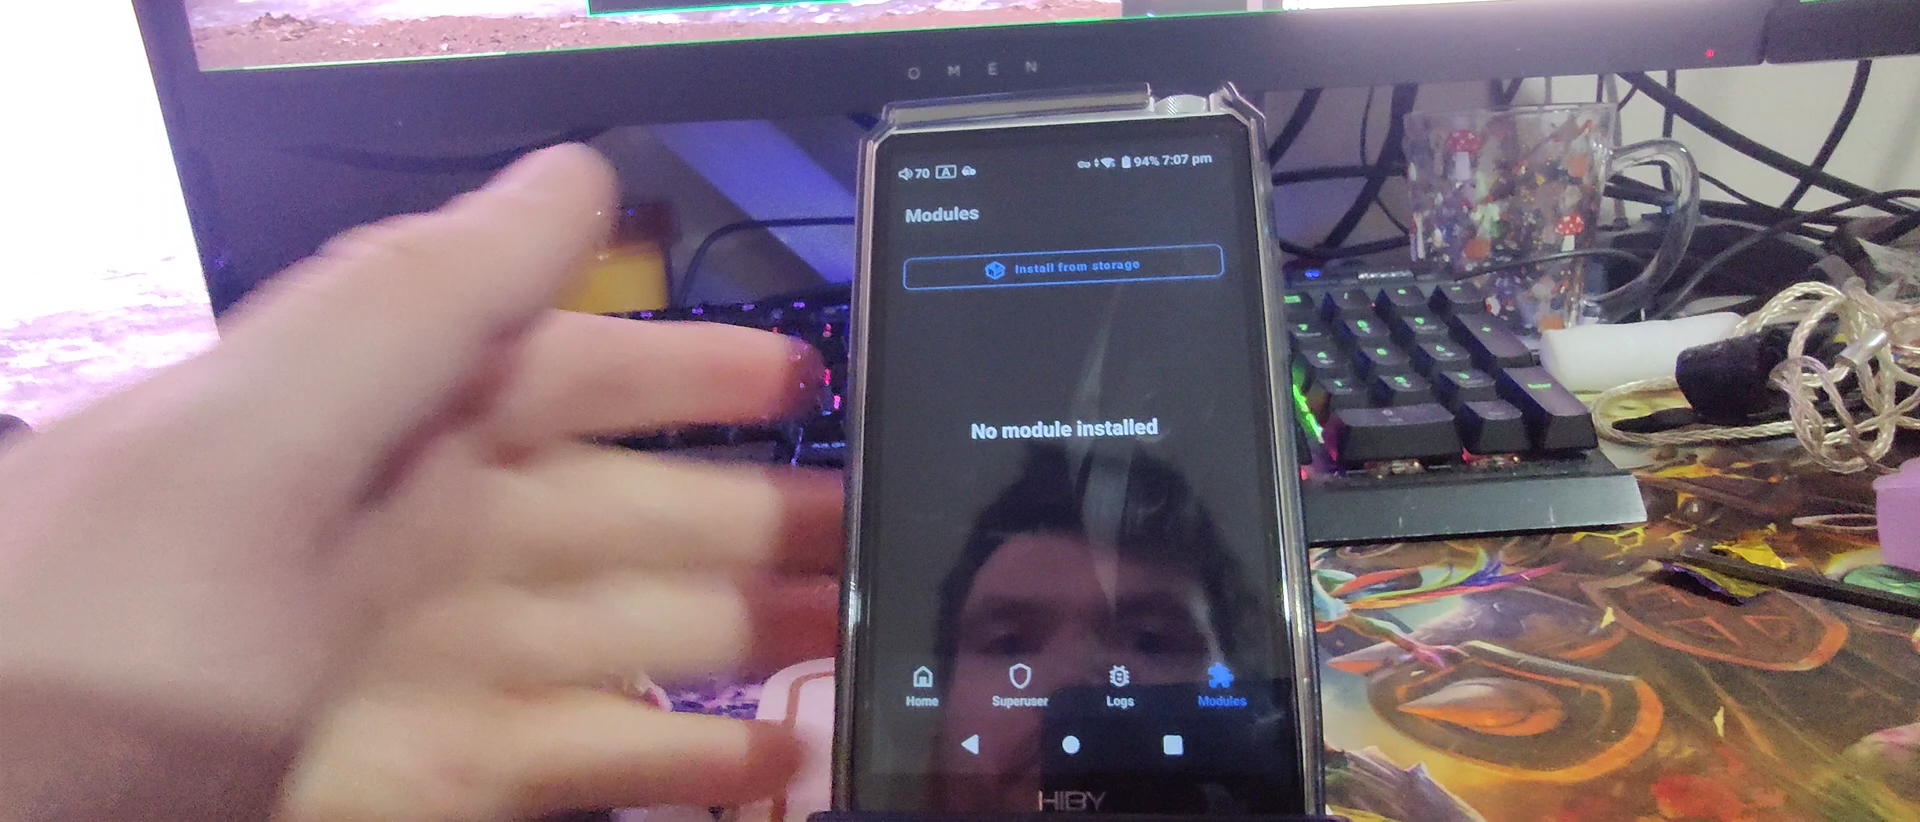 OMEN
70 A 94% 7:07 pm
Modules
Install from storage
No module installed
Home Superuser Logs Modules
HIBY